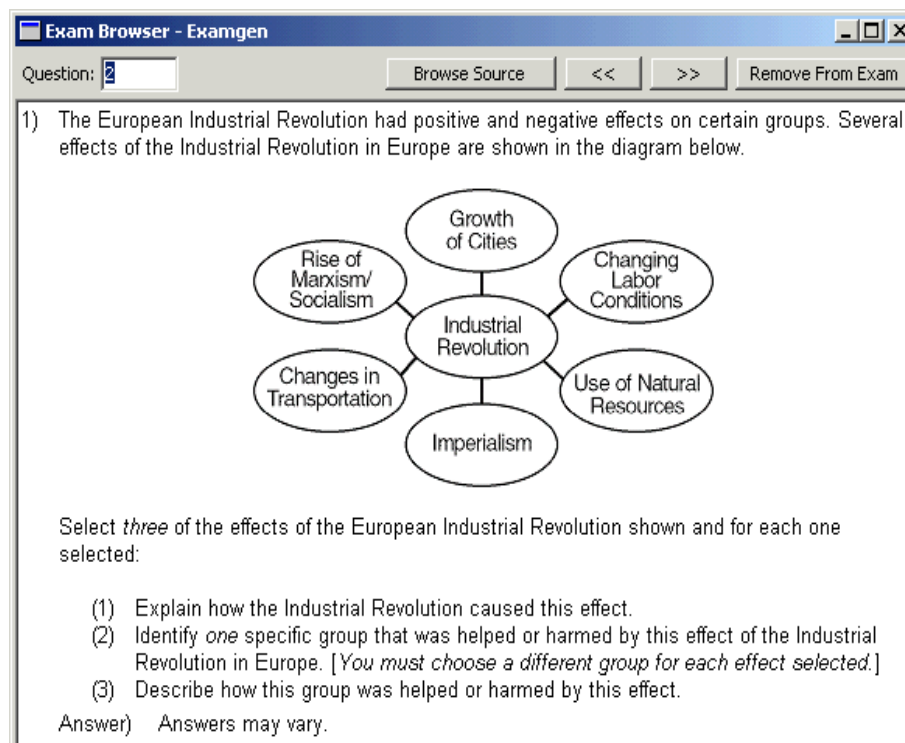 Exam Browser - Examgen
Question: 2 Browse Source << >> Remove From Exam
1) The European Industrial Revolution had positive and negative effects on certain groups. Several
effects of the Industrial Revolution in Europe are shown in the diagram below.
Growth
of Cities
Rise of
Marxism/
Socialism
Changing
Labor
Conditions
Industrial
Revolution
Changes in
Transportation
Use of Natural
Resources
Imperialism
Select three of the effects of the European Industrial Revolution shown and for each one
selected:
(1) Explain how the Industrial Revolution caused this effect.
(2) Identify one specific group that was helped or harmed by this effect of the Industrial
Revolution in Europe. [You must choose a different group for each effect selected.]
(3) Describe how this group was helped or harmed by this effect.
Answer) Answers may vary.